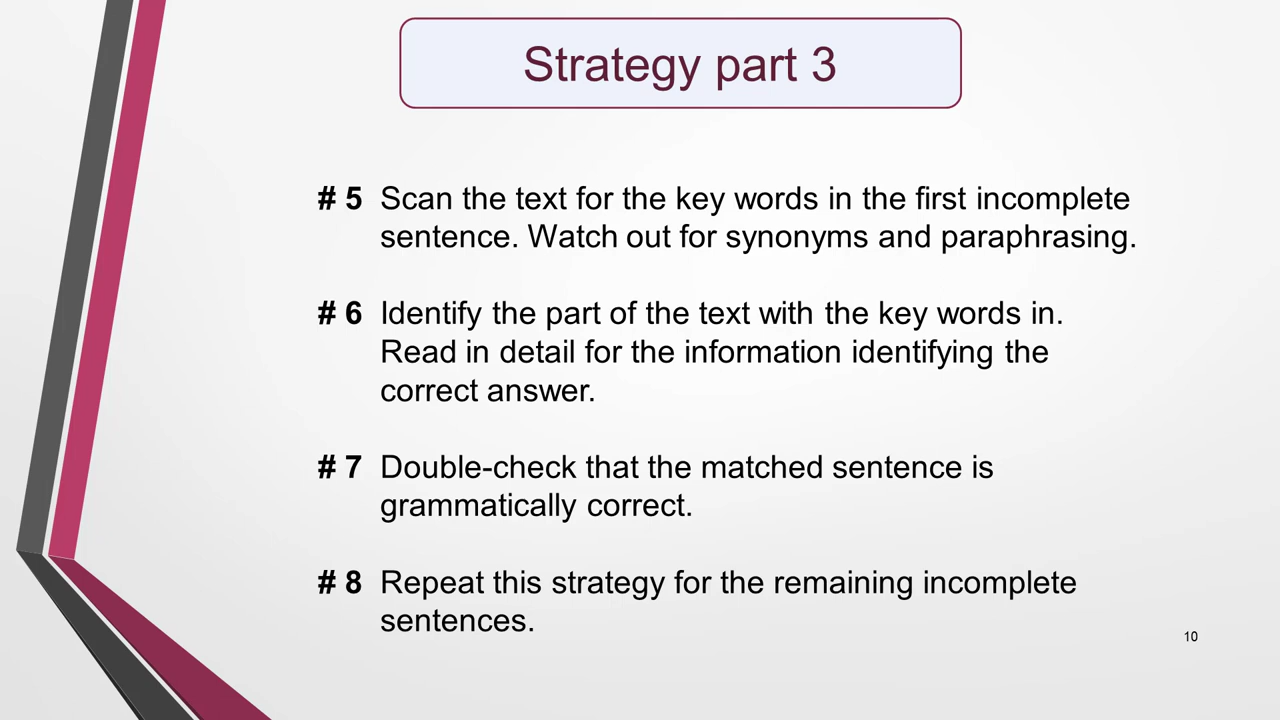 Strategy part 3
# 5 Scan the text for the key words in the first incomplete
sentence. Watch out for synonyms and paraphrasing.
# 6 Identify the part of the text with the key words in.
Read in detail for the information identifying the
correct answer.
# 7 Double-check that the matched sentence is
grammatically correct.
# 8 Repeat this strategy for the remaining incomplete
sentences.
10